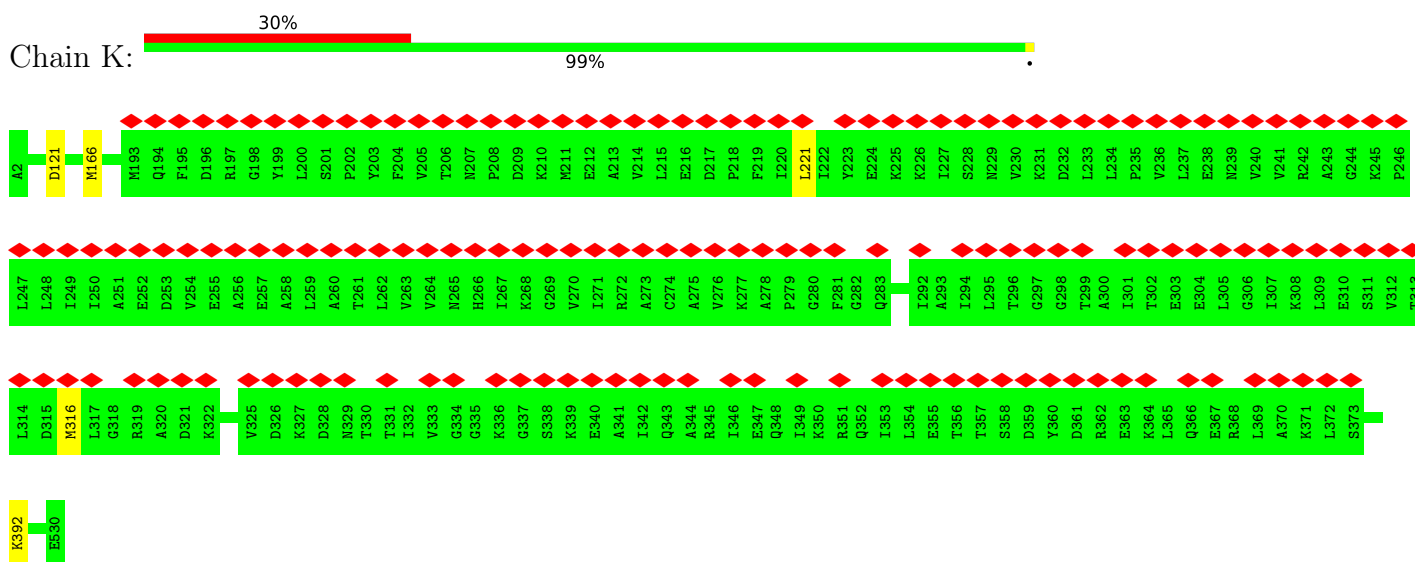 30%
Chain K:
99%
•
A2 D121 M166 M193 Q194 F195 D196 R197 G198 Y199 L200 S201 P202 Y203 F204 V205 T206 N207 P208 D209 K210 M211 E212 A213 V214 L215 E216 D217 P218 F219 I220 L221 I222 Y223 E224 K225 K226 I227 S228 N229 V230 K231 D232 L233 L234 P235 V236 L237 E238 N239 V240 V241 R242 A243 G244 K245 P246
L247 L248 I249 I250 A251 E252 D253 V254 E255 A256 E257 A258 L259 A260 T261 L262 V263 V264 N265 H266 I267 K268 G269 V270 I271 R272 A273 C274 A275 V276 K277 A278 P279 G280 F281 G282 Q283 I292 A293 I294 L295 T296 G297 G298 T299 A300 I301 T302 E303 E304 L305 G306 I307 K308 L309 E310 S311 V312 T313
L314 D315 M316 L317 G318 R319 A320 D321 K322 V325 D326 K327 D328 N329 T330 T331 I332 V333 G334 G335 K336 G337 S338 K339 E340 A341 I342 Q343 A344 R345 I346 E347 Q348 I349 K350 R351 Q352 I353 L354 E355 T356 T357 S358 D359 Y360 D361 R362 E363 K364 L365 Q366 E367 R368 L369 A370 K371 L372 S373
K392 E530